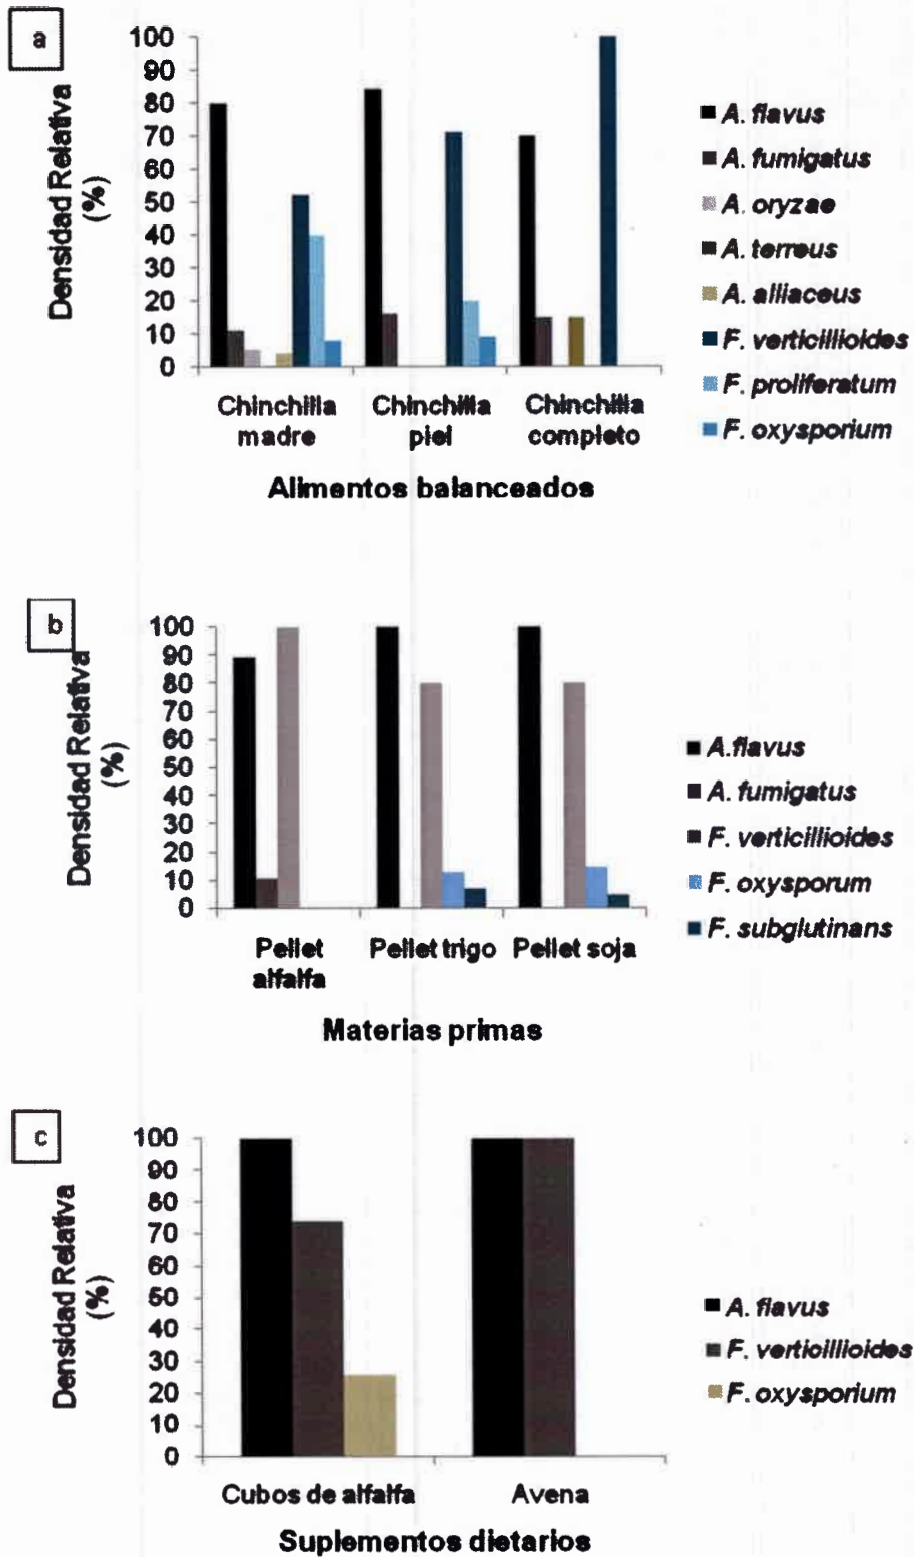 a
Densidad Relativa
(%)
100
90
80
70
60
50
40
30
20
10
0
Chinchilla
madre
Chinchilla
piel
Chinchilla
completo
Alimentos balanceados
A. flavus
A. fumigatus
A. oryzae
A. terreus
A. alliaceus
F. verticillioides
F. proliferatum
F. oxysporium
b
Densidad Relativa
(%)
100
90
80
70
60
50
40
30
20
10
0
Pellet
alfalfa
Pellet trigo
Pellet soja
Materias primas
A.flavus
A. fumigatus
F. verticillioides
F. oxysporum
F. subglutinans
c
Densidad Relativa
(%)
100
90
80
70
60
50
40
30
20
10
0
Cubos de alfalfa
Avena
Suplementos dietarios
A. flavus
F. verticillioides
F. oxysporium